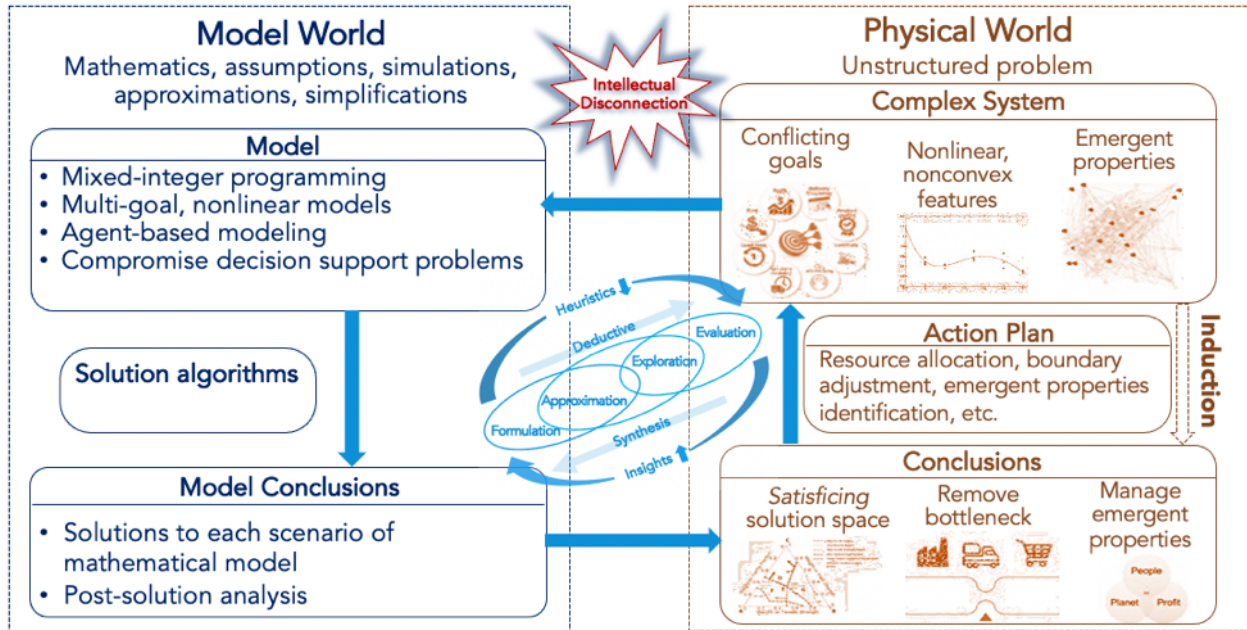 Model World
Mathematics, assumptions, simulations,
approximations, simplifications
Model
• Mixed-integer programming
• Multi-goal, nonlinear models
• Agent-based modeling
• Compromise decision support problems
Solution algorithms
Model Conclusions
• Solutions to each scenario of
mathematical model
• Post-solution analysis
Intellectual
Disconnection
Heuristics
Deductive
Evaluation
Exploration
Approximation
Formulation
Synthesis
Insights
Physical World
Unstructured problem
Complex System
Conflicting
goals
Nonlinear,
nonconvex
features
Emergent
properties
Action Plan
Resource allocation, boundary
adjustment, emergent properties
identification, etc.
Induction
Conclusions
Satisficing
solution space
Remove
bottleneck
Manage
emergent
properties
People
Planet
Profit